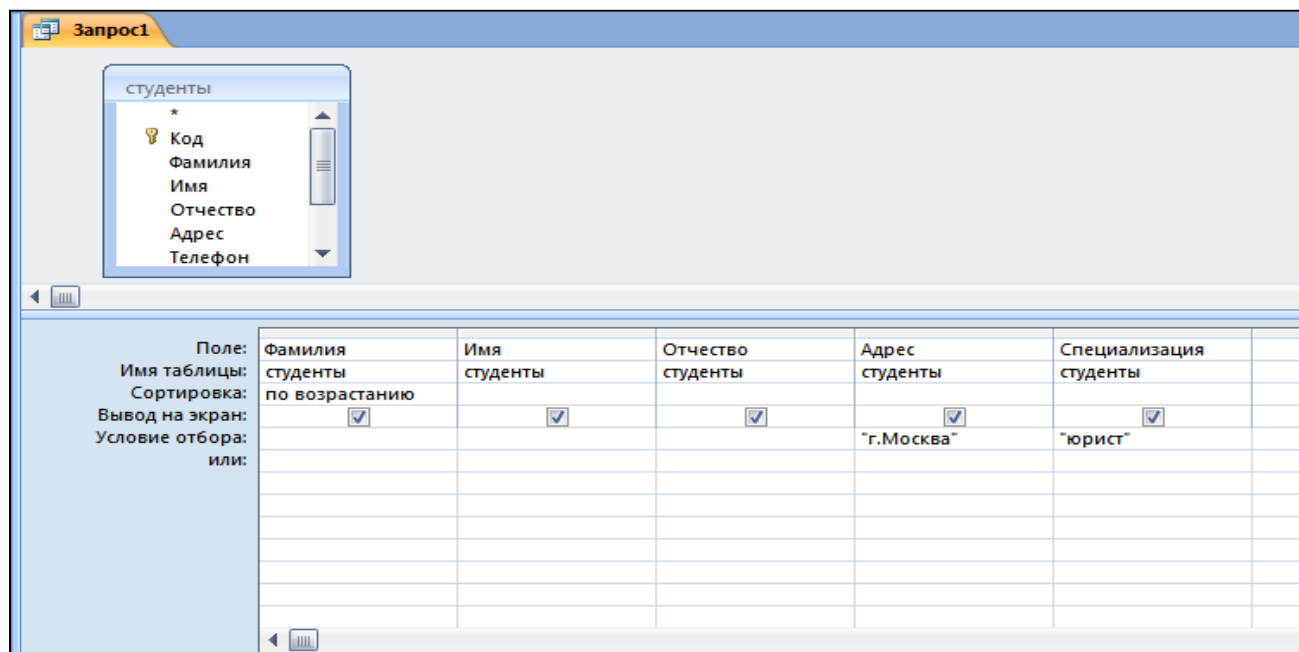 Запрос1
студенты
*
Код
Фамилия
Имя
Отчество
Адрес
Телефон
Поле: Фамилия Имя Отчество Адрес Специализация
Имя таблицы: студенты студенты студенты студенты студенты
Сортировка: по возрастанию
Вывод на экран:
Условие отбора: "г.Москва" "юрист"
или: